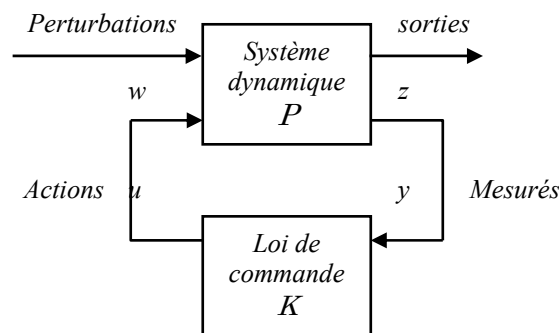 Perturbations
sorties
Système
dynamique
P
w
z
Actions
u
y
Mesurés
Loi de
commande
K